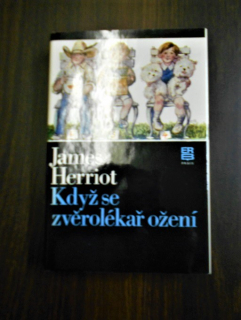 James
Herriot
Když se
zvěrolékař ožení